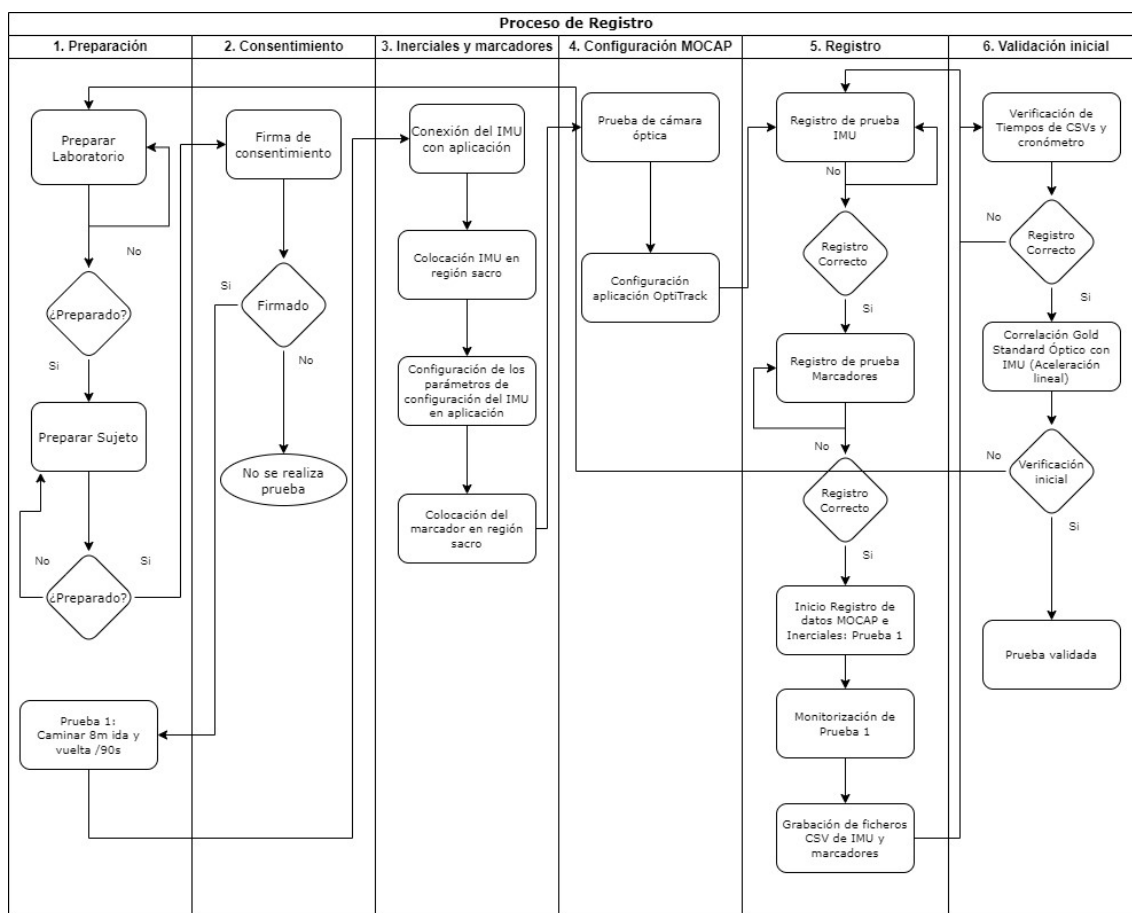 Proceso de Registro
1. Preparación
2. Consentimiento
3. Inerciales y marcadores
4. Configuración MOCAP
5. Registro
6. Validación inicial
Preparar
Laboratorio
No
¿Preparado?
Si
Preparar Sujeto
No
Si
¿Preparado?
Prueba 1:
Caminar 8m ida y
vuelta /90s
Firma de
consentimiento
Si
Firmado
No
No se realiza
prueba
Conexión del IMU
con aplicación
Colocación IMU en
región sacro
Configuración de los
parámetros de
configuración del IMU
en aplicación
Colocación del
marcador en región
sacro
Prueba de cámara
óptica
Configuración
aplicación OptiTrack
Registro de prueba
IMU
No
Registro
Correcto
Si
Registro de prueba
Marcadores
No
Registro
Correcto
Si
Inicio Registro de
datos MOCAP e
Inerciales: Prueba 1
Monitorización de
Prueba 1
Grabación de ficheros
CSV de IMU y
marcadores
Verificación de
Tiempos de CSVs y
cronómetro
No
Registro
Correcto
Si
Correlación Gold
Standard Óptico con
IMU (Aceleración
lineal)
No
Verificación
inicial
Si
Prueba validada